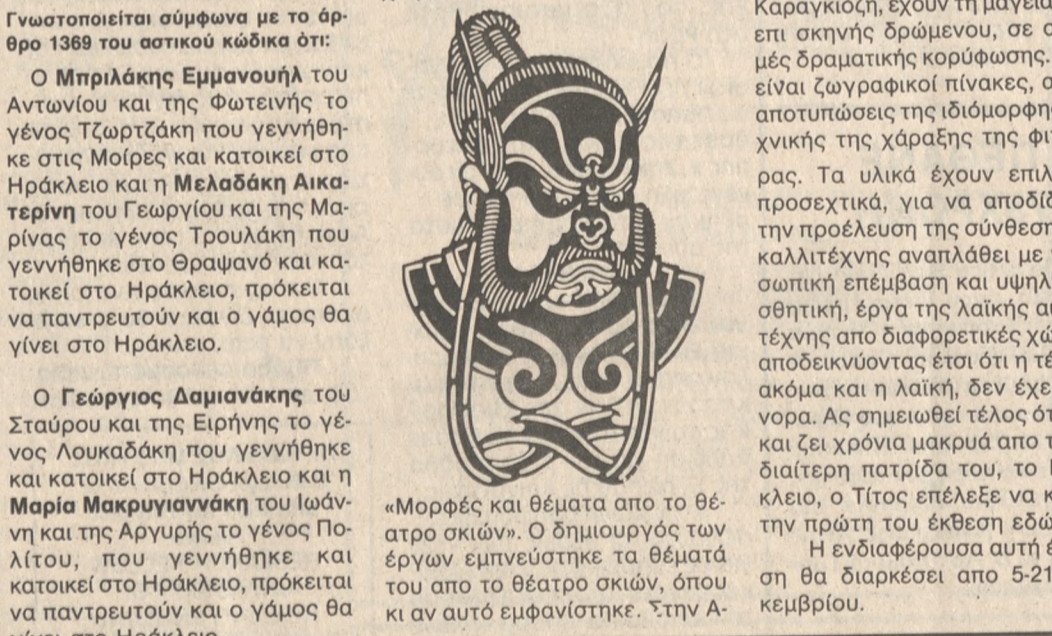 Γνωστοποιείται σύμφωνα με το άρ-
θρο 1369 του αστικού κώδικα ότι:
Ο Μπριλάκης Εμμανουήλ του
Αντωνίου και της Φωτεινής το
γένος Τζωρτζάκη που γεννήθη-
κε στις Μοίρες και κατοικεί στο
Ηράκλειο και η Μελαδάκη Αικα-
τερίνη του Γεωργίου και της Μα-
ρίνας το γένος Τρουλάκη που
γεννήθηκε στο Θραψανό και κα-
τοικεί στο Ηράκλειο, πρόκειται
να παντρευτούν και ο γάμος θα
γίνει στο Ηράκλειο.
Ο Γεώργιος Δαμιανάκης του
Σταύρου και της Ειρήνης το γέ-
νος Λουκαδάκη που γεννήθηκε
και κατοικεί στο Ηράκλειο και η
Μαρία Μακρυγιαννάκη του Ιωάν-
νη και της Αργυρής το γένος Πο-
λίτου, που γεννήθηκε και
κατοικεί στο Ηράκλειο, πρόκειται
να παντρευτούν και ο γάμος θα
«Μορφές και θέματα απο το θέ-
ατρο σκιών». Ο δημιουργός των
έργων εμπνεύστηκε τα θέματά
του απο το θέατρο σκιών, όπου
κι αν αυτό εμφανίστηκε. Στην Α-
Καραγκιόζη, έχουν τη μαγεία
επι σκηνής δρώμενου, σε
μές δραματικής κορύφωσης.
είναι ζωγραφικοί πίνακες,
αποτυπώσεις της ιδιόμορφη
χνικής της χάραξης της
ρας. Τα υλικά έχουν
προσεχτικά, για να
την προέλευση της
καλλιτέχνης αναπλάθει με
σωπική επέμβαση και
σθητική, έργα της λαϊκής
τέχνης απο διαφορετικές
αποδεικνύοντας έτσι ότι η
ακόμα και η λαϊκή, δεν
νορα. Ας σημειωθεί τέλος
και ζει χρόνια μακρυά απο
διαίτερη πατρίδα του, το
κλειο, ο Τίτος επέλεξε να
την πρώτη του έκθεση
Η ενδιαφέρουσα αυτή
ση θα διαρκέσει απο 5-21
κεμβρίου.